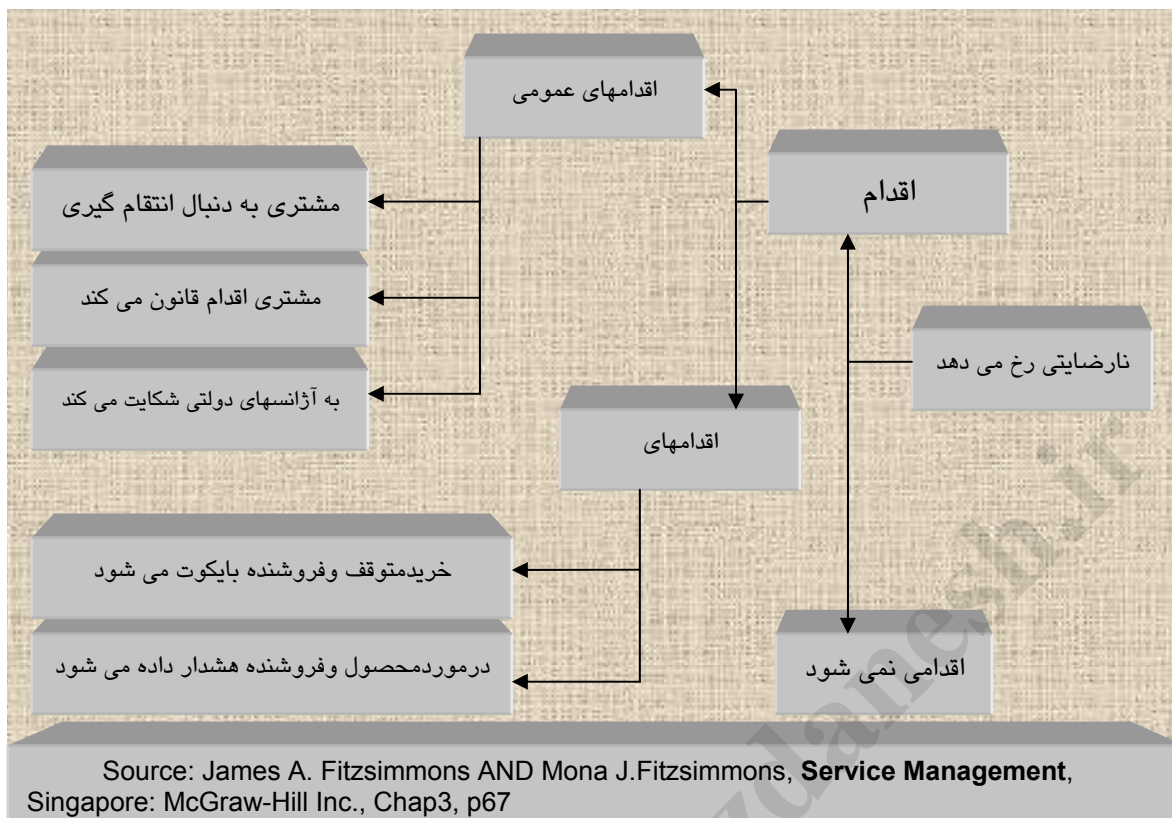 اقدامهای عمومی
اقدام
مشتری به دنبال انتقام گیری
مشتری اقدام قانون می کند
نارضایتی رخ می دهد
به آژانسهای دولتی شکایت می کند
اقدامهای
خریدمتوقف وفروشنده بایکوت می شود
درموردمحصول وفروشنده هشدار داده می شود
اقدامی نمی شود
Source: James A. Fitzsimmons AND Mona J.Fitzsimmons, Service Management,
Singapore: McGraw-Hill Inc., Chap3, p67